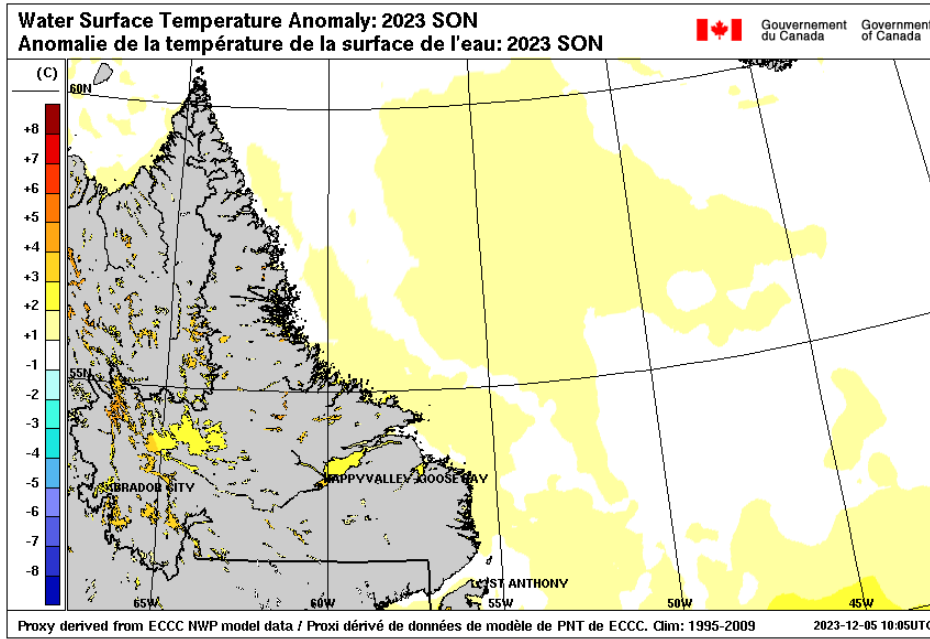 Water Surface Temperature Anomaly: 2023 SON
Anomalie de la température de la surface de l'eau: 2023 SON
Gouvernement du Canada
Government of Canada
(C)
+8
+7
+6
+5
+4
+3
+2
+1
-1
-2
-3
-4
-5
-6
-7
-8
60N
55N
HAPPYVALLEY-GOOSEBAY
LABRADOR CITY
ST ANTHONY
65W
60W
55W
50W
45W
Proxy derived from ECCC NWP model data / Proxi dérivé de données de modèle de PNT de ECCC. Clim: 1995-2009
2023-12-05 10:05UTC